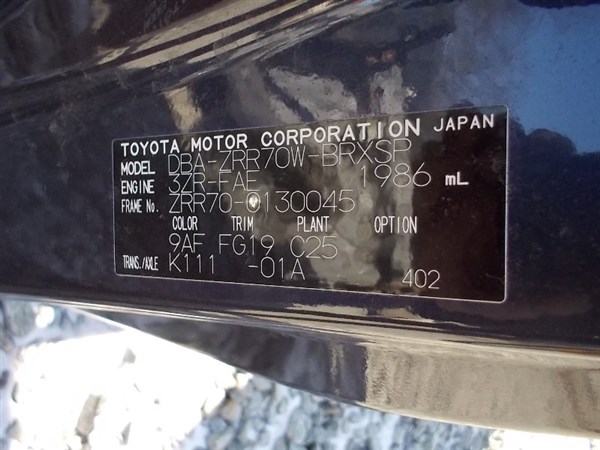 TOYOTA MOTOR CORPORATION JAPAN
MODEL DBA-ZRR70W-BRXSP
ENGINE 3ZR-FAE 1986 mL
FRAME No. ZRR70-0130045
COLOR TRIM PLANT OPTION
9AF FG19 C25
TRANS./AXLE K111 -01A
402